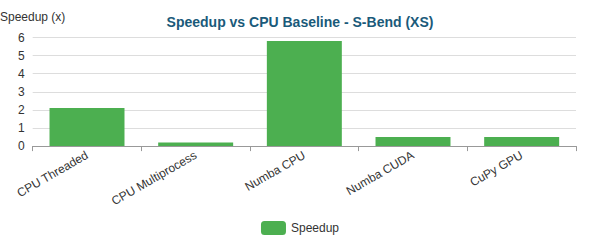 Speedup (x)
Speedup vs CPU Baseline - S-Bend (XS)
6
5
4
3
2
1
0
CPU Threaded
CPU Multiprocess
Numba CPU
Numba CUDA
CuPy GPU
Speedup